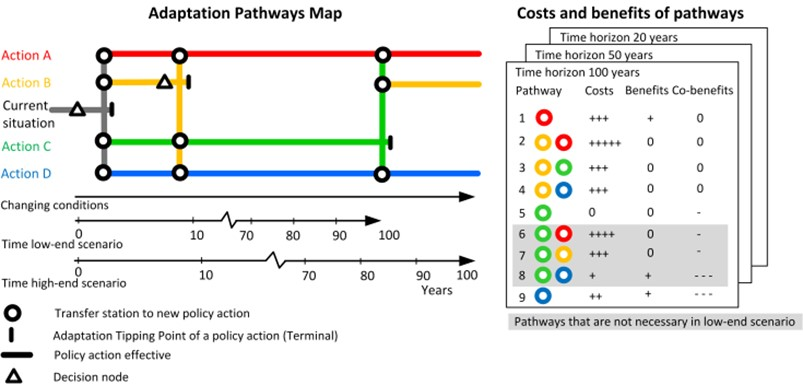 Adaptation Pathways Map
Action A
Action B
Current
situation
Action C
Action D
Changing conditions
0 10 70 80 90 100
Time low-end scenario
0 10 70 80 90 100
Time high-end scenario
Years
Transfer station to new policy action
Adaptation Tipping Point of a policy action (Terminal)
Policy action effective
Decision node
Costs and benefits of pathways
Time horizon 20 years
Time horizon 50 years
Time horizon 100 years
Pathway Costs Benefits Co-benefits
1 +++ + 0
2 +++++ 0 0
3 +++ 0 0
4 +++ 0 0
5 0 0 -
6 ++++ 0 -
7 +++ 0 -
8 + + ---
9 ++ + ---
Pathways that are not necessary in low-end scenario